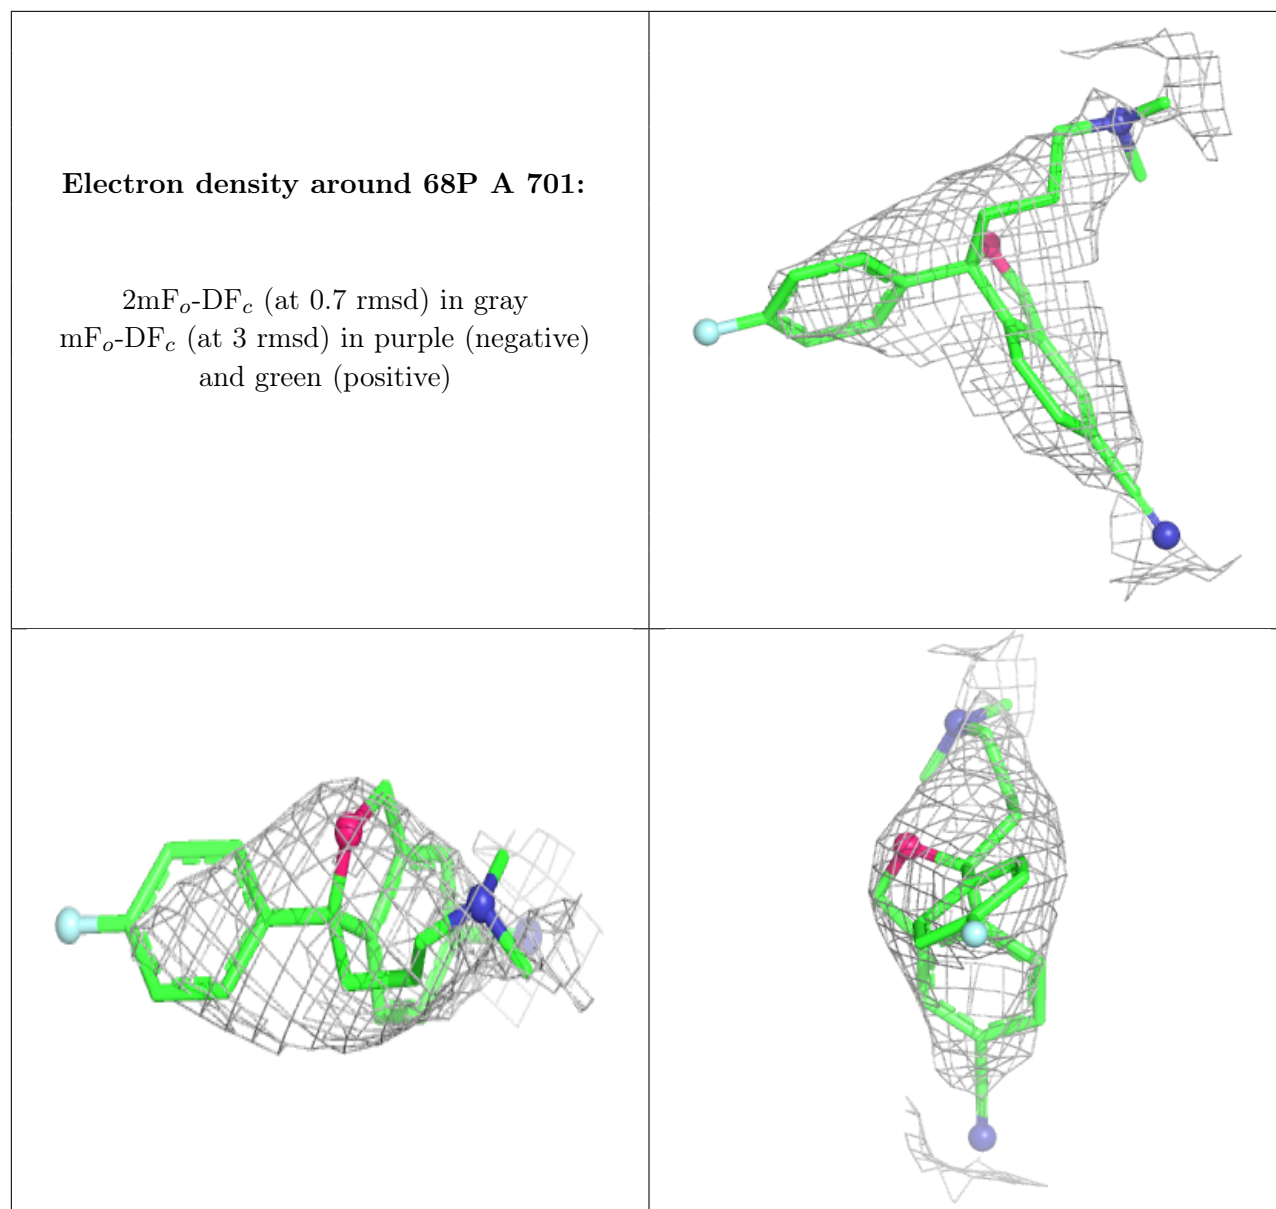 Electron density around 68P A 701:
2mFo-DFc (at 0.7 rmsd) in gray
mFo-DFc (at 3 rmsd) in purple (negative)
and green (positive)